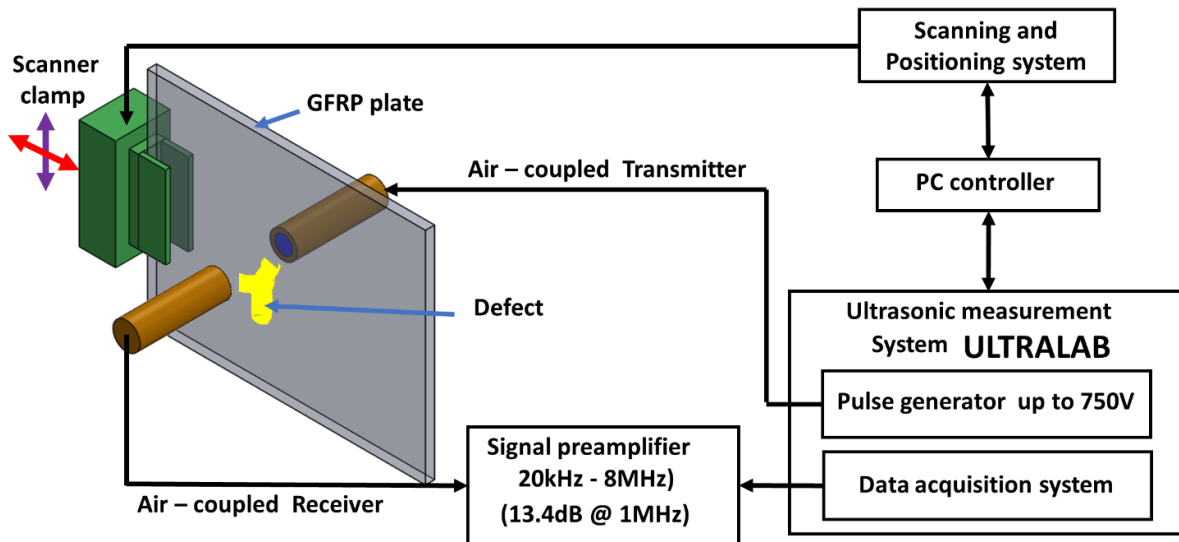 Scanning and
Positioning system
Scanner
clamp
GFRP plate
Air – coupled  Transmitter
PC controller
Defect
Ultrasonic measurement
System ULTRALAB
Pulse generator  up to 750V
Signal preamplifier
20kHz - 8MHz)
(13.4dB @ 1MHz)
Data acquisition system
Air – coupled  Receiver